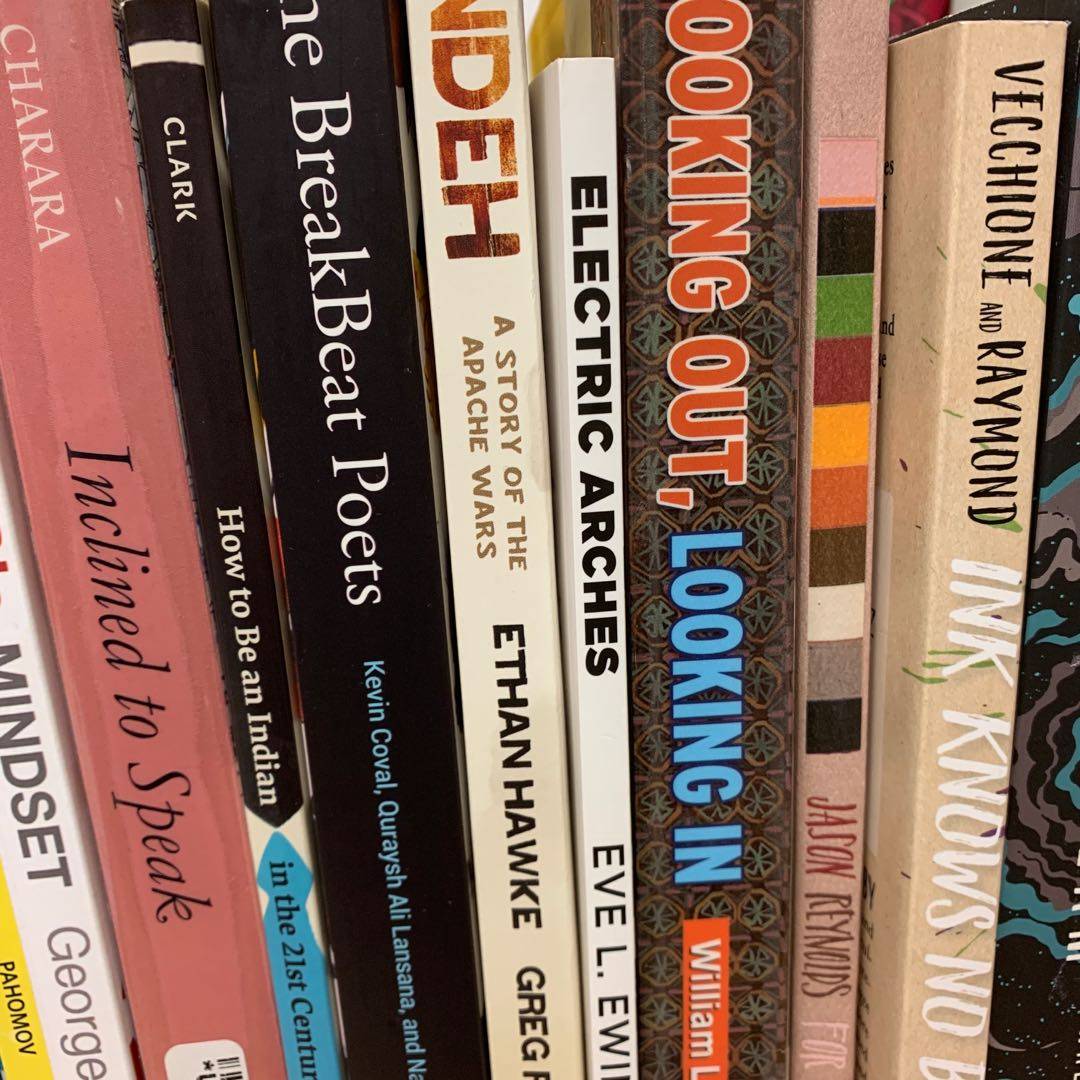 MINDSET George
PAHOMOV
CHARARA
Inclined to Speak
CLARK
How to Be an Indian
in the 21st Centur
he BreakBeat Poets
Kevin Coval, Quraysh Ali Lansana, and Na
NDEH
A STORY OF THE
APACHE WARS
ETHAN HAWKE GREG R
ELECTRIC ARCHES
EVE L. EWIN
OOKING OUT, LOOKING IN
William L
JASON REYNOLDS FOR
VECCHIONE AND RAYMOND
INK KNOWS NO B